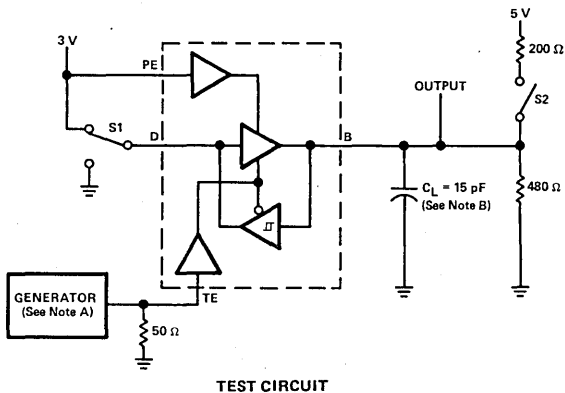 5 V
3 V
200 Ω
PE
OUTPUT
S2
S1
D
B
CL = 15 pF
(See Note B)
480 Ω
GENERATOR
(See Note A)
TE
50 Ω
TEST CIRCUIT